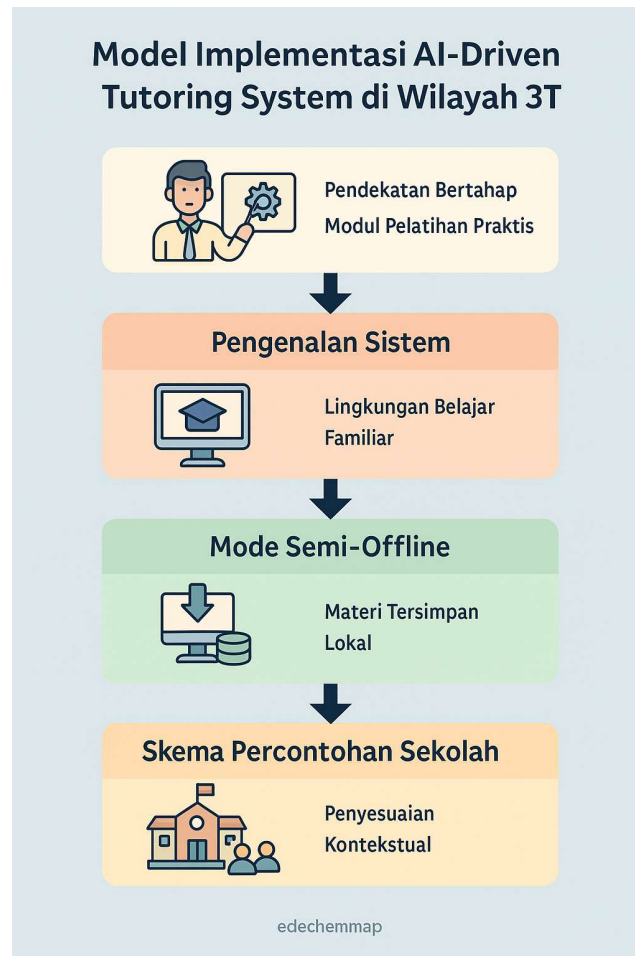 Model Implementasi AI-Driven
Tutoring System di Wilayah 3T
Pendekatan Bertahap
Modul Pelatihan Praktis
Pengenalan Sistem
Lingkungan Belajar
Familiar
Mode Semi-Offline
Materi Tersimpan
Lokal
Skema Percontohan Sekolah
Penyesuaian
Kontekstual
edechemmap